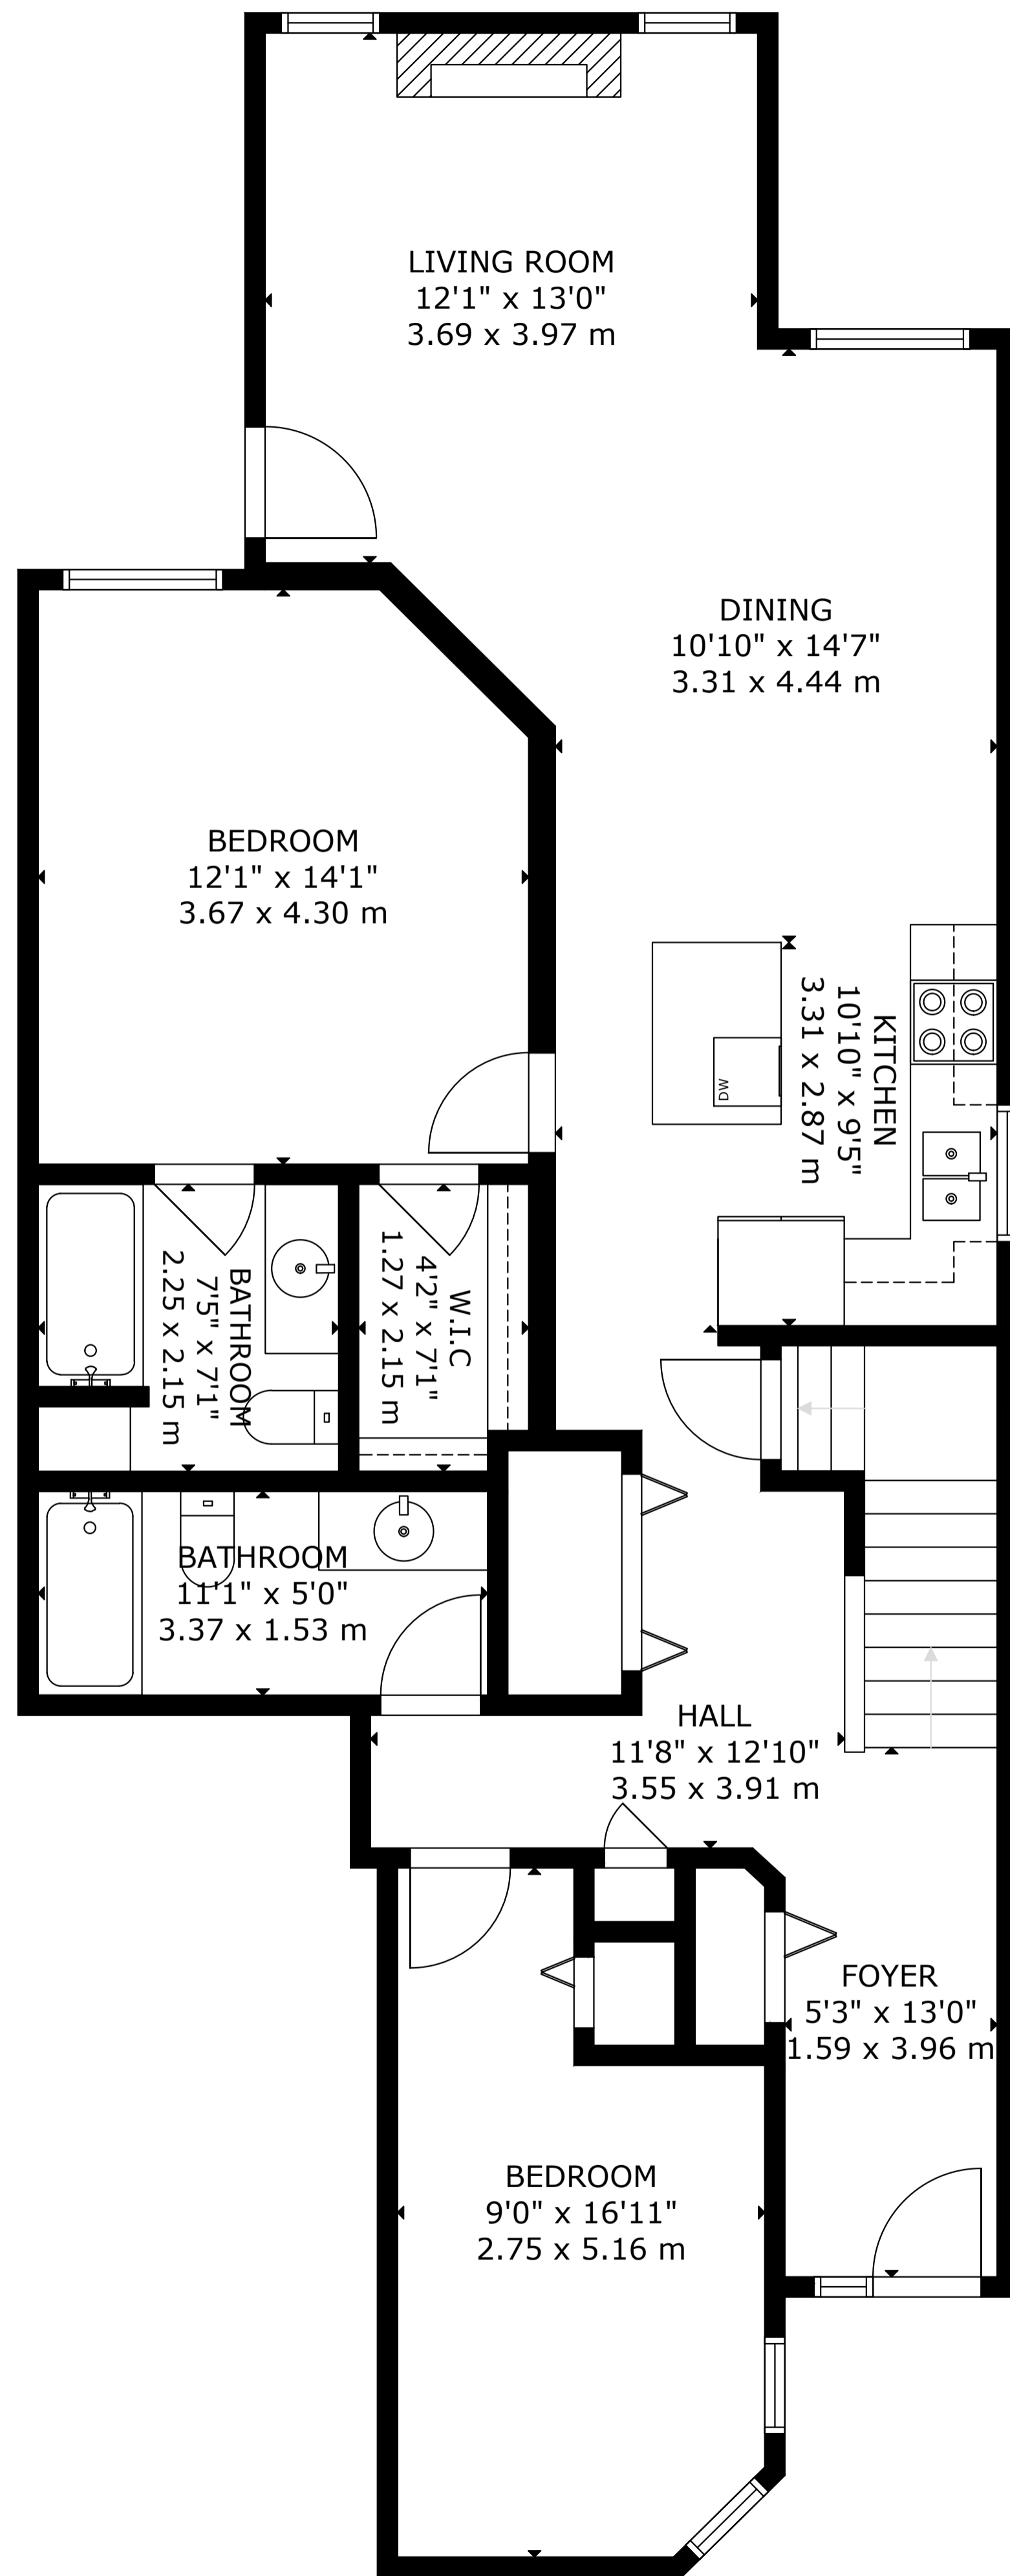 LIVING ROOM
12'1" x 13'0"
3.69 x 3.97 m
DINING
10'10" x 14'7"
3.31 x 4.44 m
BEDROOM
12'1" x 14'1"
3.67 x 4.30 m
KITCHEN
10'10" x 9'5"
3.31 x 2.87 m
DW
BATHROOM
7'5" x 7'1"
2.25 x 2.15 m
W.I.C
4'2" x 7'1"
1.27 x 2.15 m
BATHROOM
11'1" x 5'0"
3.37 x 1.53 m
HALL
11'8" x 12'10"
3.55 x 3.91 m
FOYER
5'3" x 13'0"
1.59 x 3.96 m
BEDROOM
9'0" x 16'11"
2.75 x 5.16 m